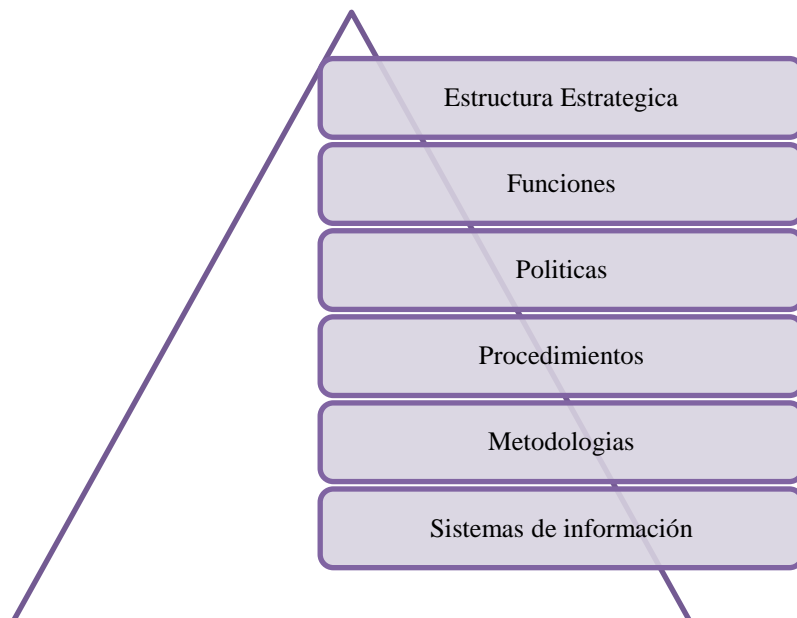 Estructura Estrategica
Funciones
Politicas
Procedimientos
Metodologias
Sistemas de información